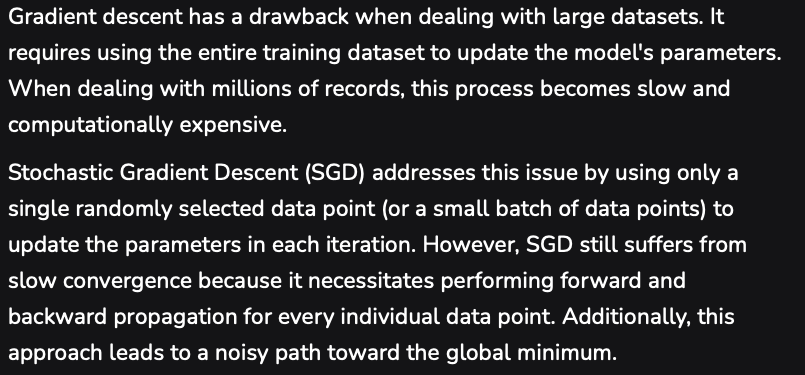 Gradient descent has a drawback when dealing with large datasets. It
requires using the entire training dataset to update the model's parameters.
When dealing with millions of records, this process becomes slow and
computationally expensive.
Stochastic Gradient Descent (SGD) addresses this issue by using only a
single randomly selected data point (or a small batch of data points) to
update the parameters in each iteration. However, SGD still suffers from
slow convergence because it necessitates performing forward and
backward propagation for every individual data point. Additionally, this
approach leads to a noisy path toward the global minimum.